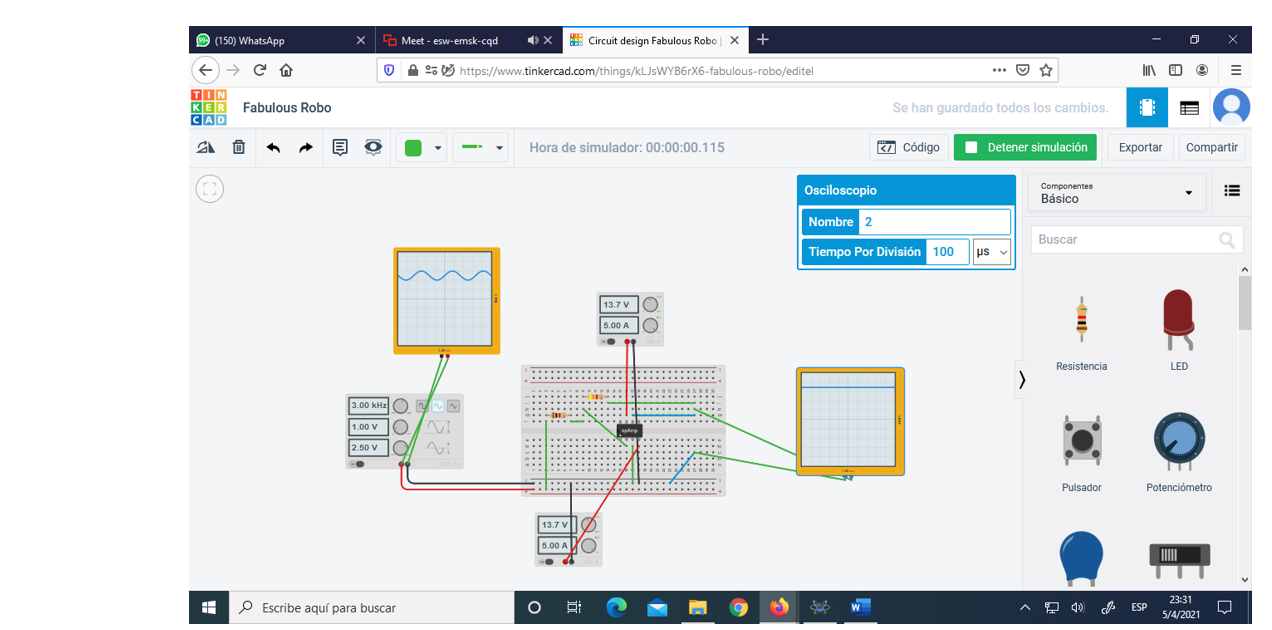 99+ (150) WhatsApp
Meet - esw-emsk-cqd
Circuit design Fabulous Robo |
https://www.tinkercad.com/things/kLJsWYB6rX6-fabulous-robo/editel
TIN
KER
CAD
Fabulous Robo
Se han guardado todos los cambios.
Hora de simulador: 00:00:00.115
Código
Detener simulación
Exportar
Compartir
Osciloscopio
Nombre 2
Tiempo Por División 100 µs
Componentes
Básico
Buscar
Resistencia
LED
Pulsador
Potenciómetro
13.7 V
5.00 A
3.00 kHz
1.00 V
2.50 V
opAmp
13.7 V
5.00 A
Escribe aquí para buscar
ESP
23:31
5/4/2021